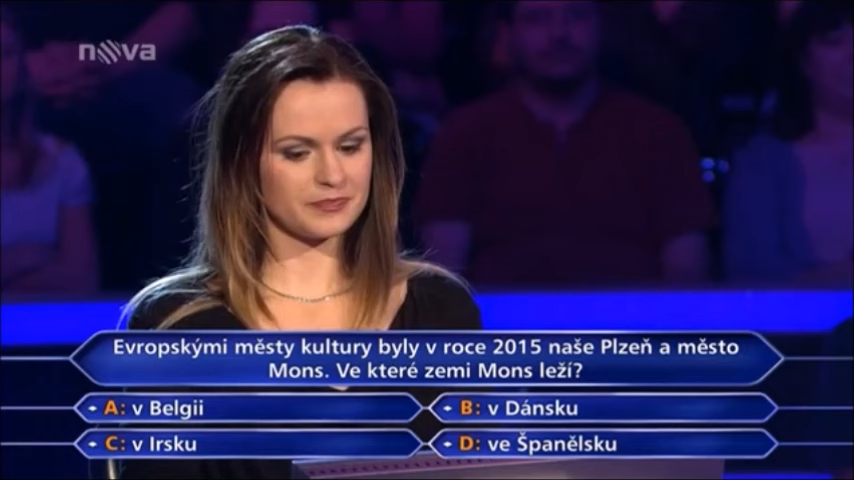 nova
Evropskými městy kultury byly v roce 2015 naše Plzeň a město
Mons. Ve které zemi Mons leží?
A: v Belgii
B: v Dánsku
C: v Irsku
D: ve Španělsku